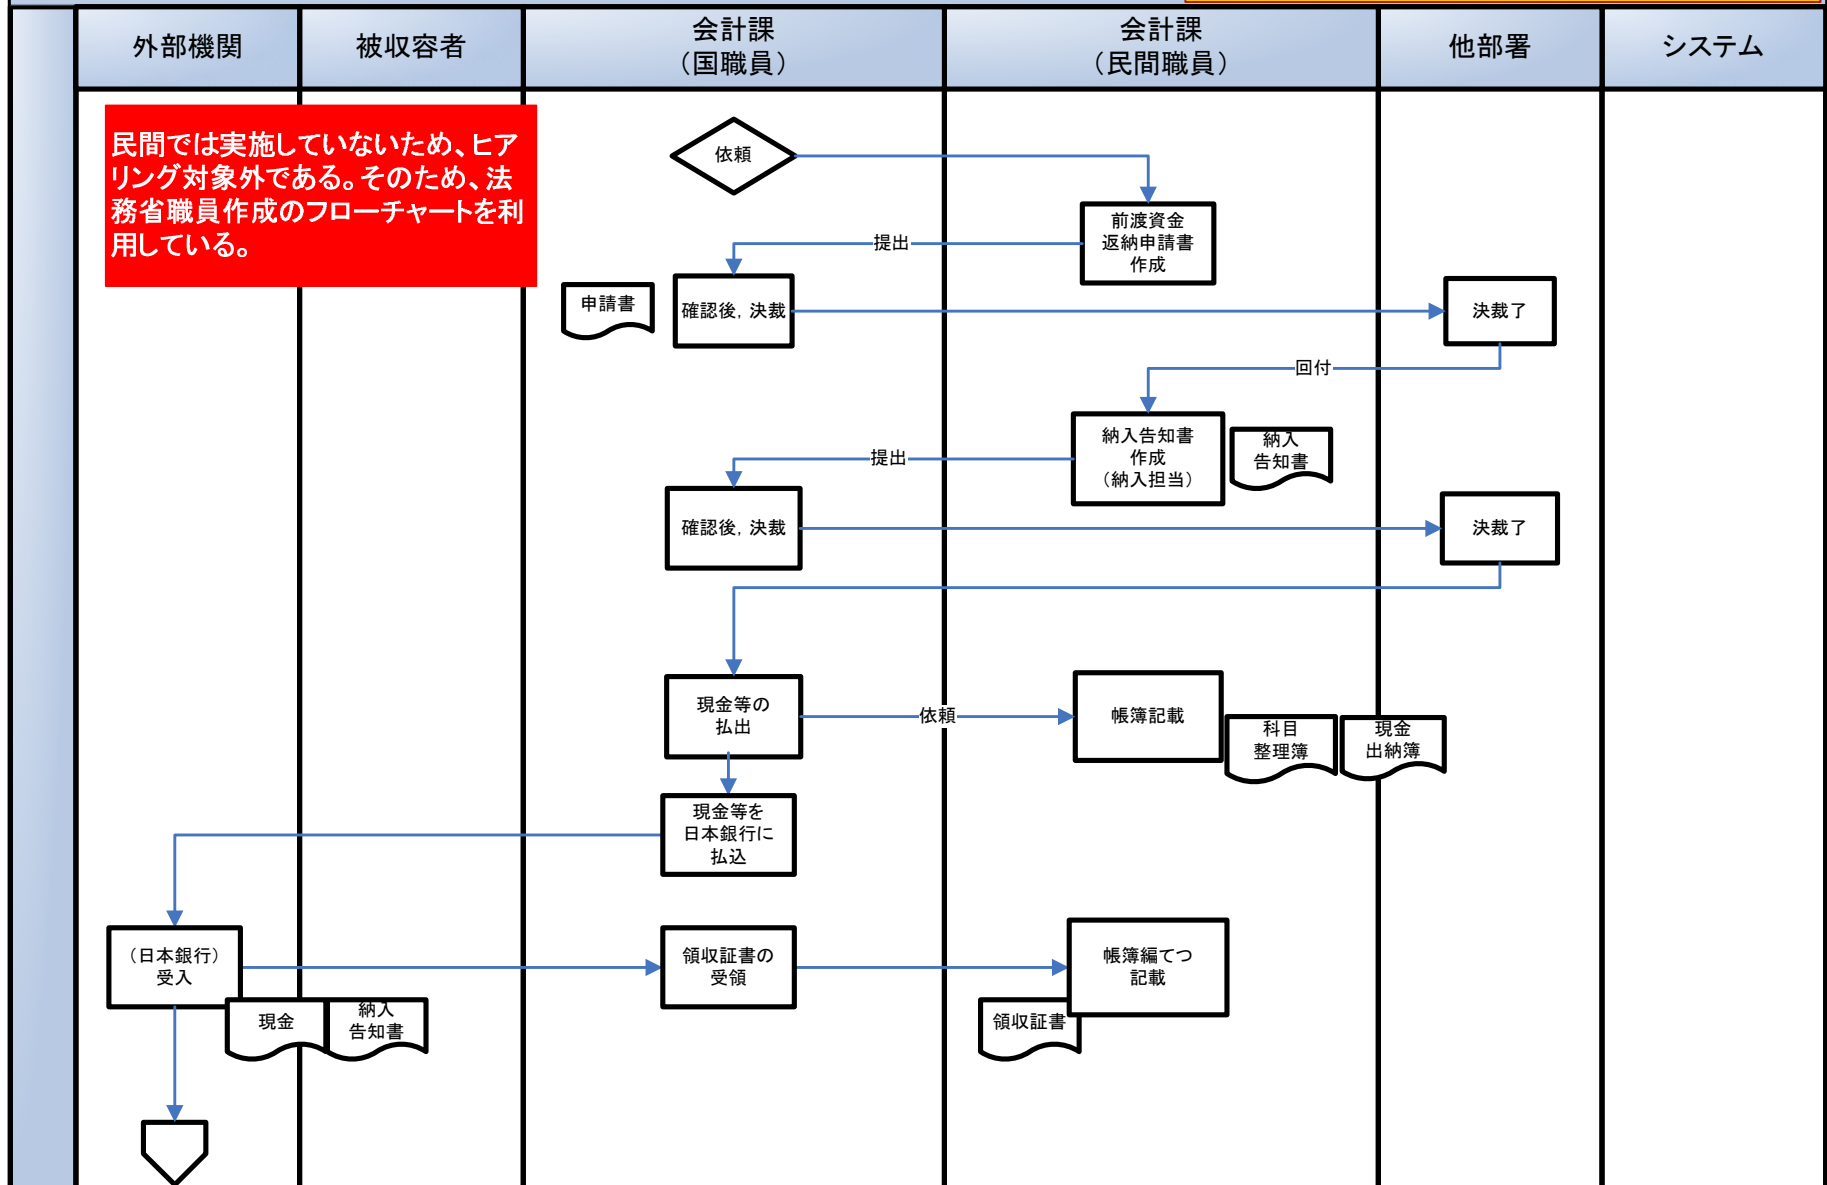 外部機関
被収容者
会計課
（国職員）
会計課
（民間職員）
他部署
システム
民間では実施していないため、ヒア
リング対象外である。そのため、法
務省職員作成のフローチャートを利
用している。
依頼
前渡資金
返納申請書
作成
提出
申請書
確認後，決裁
決裁了
回付
納入告知書
作成
（納入担当）
納入
告知書
提出
確認後，決裁
決裁了
現金等の
払出
依頼
帳簿記載
科目
整理簿
現金
出納簿
現金等を
日本銀行に
払込
（日本銀行）
受入
現金
納入
告知書
領収証書の
受領
帳簿編てつ
記載
領収証書